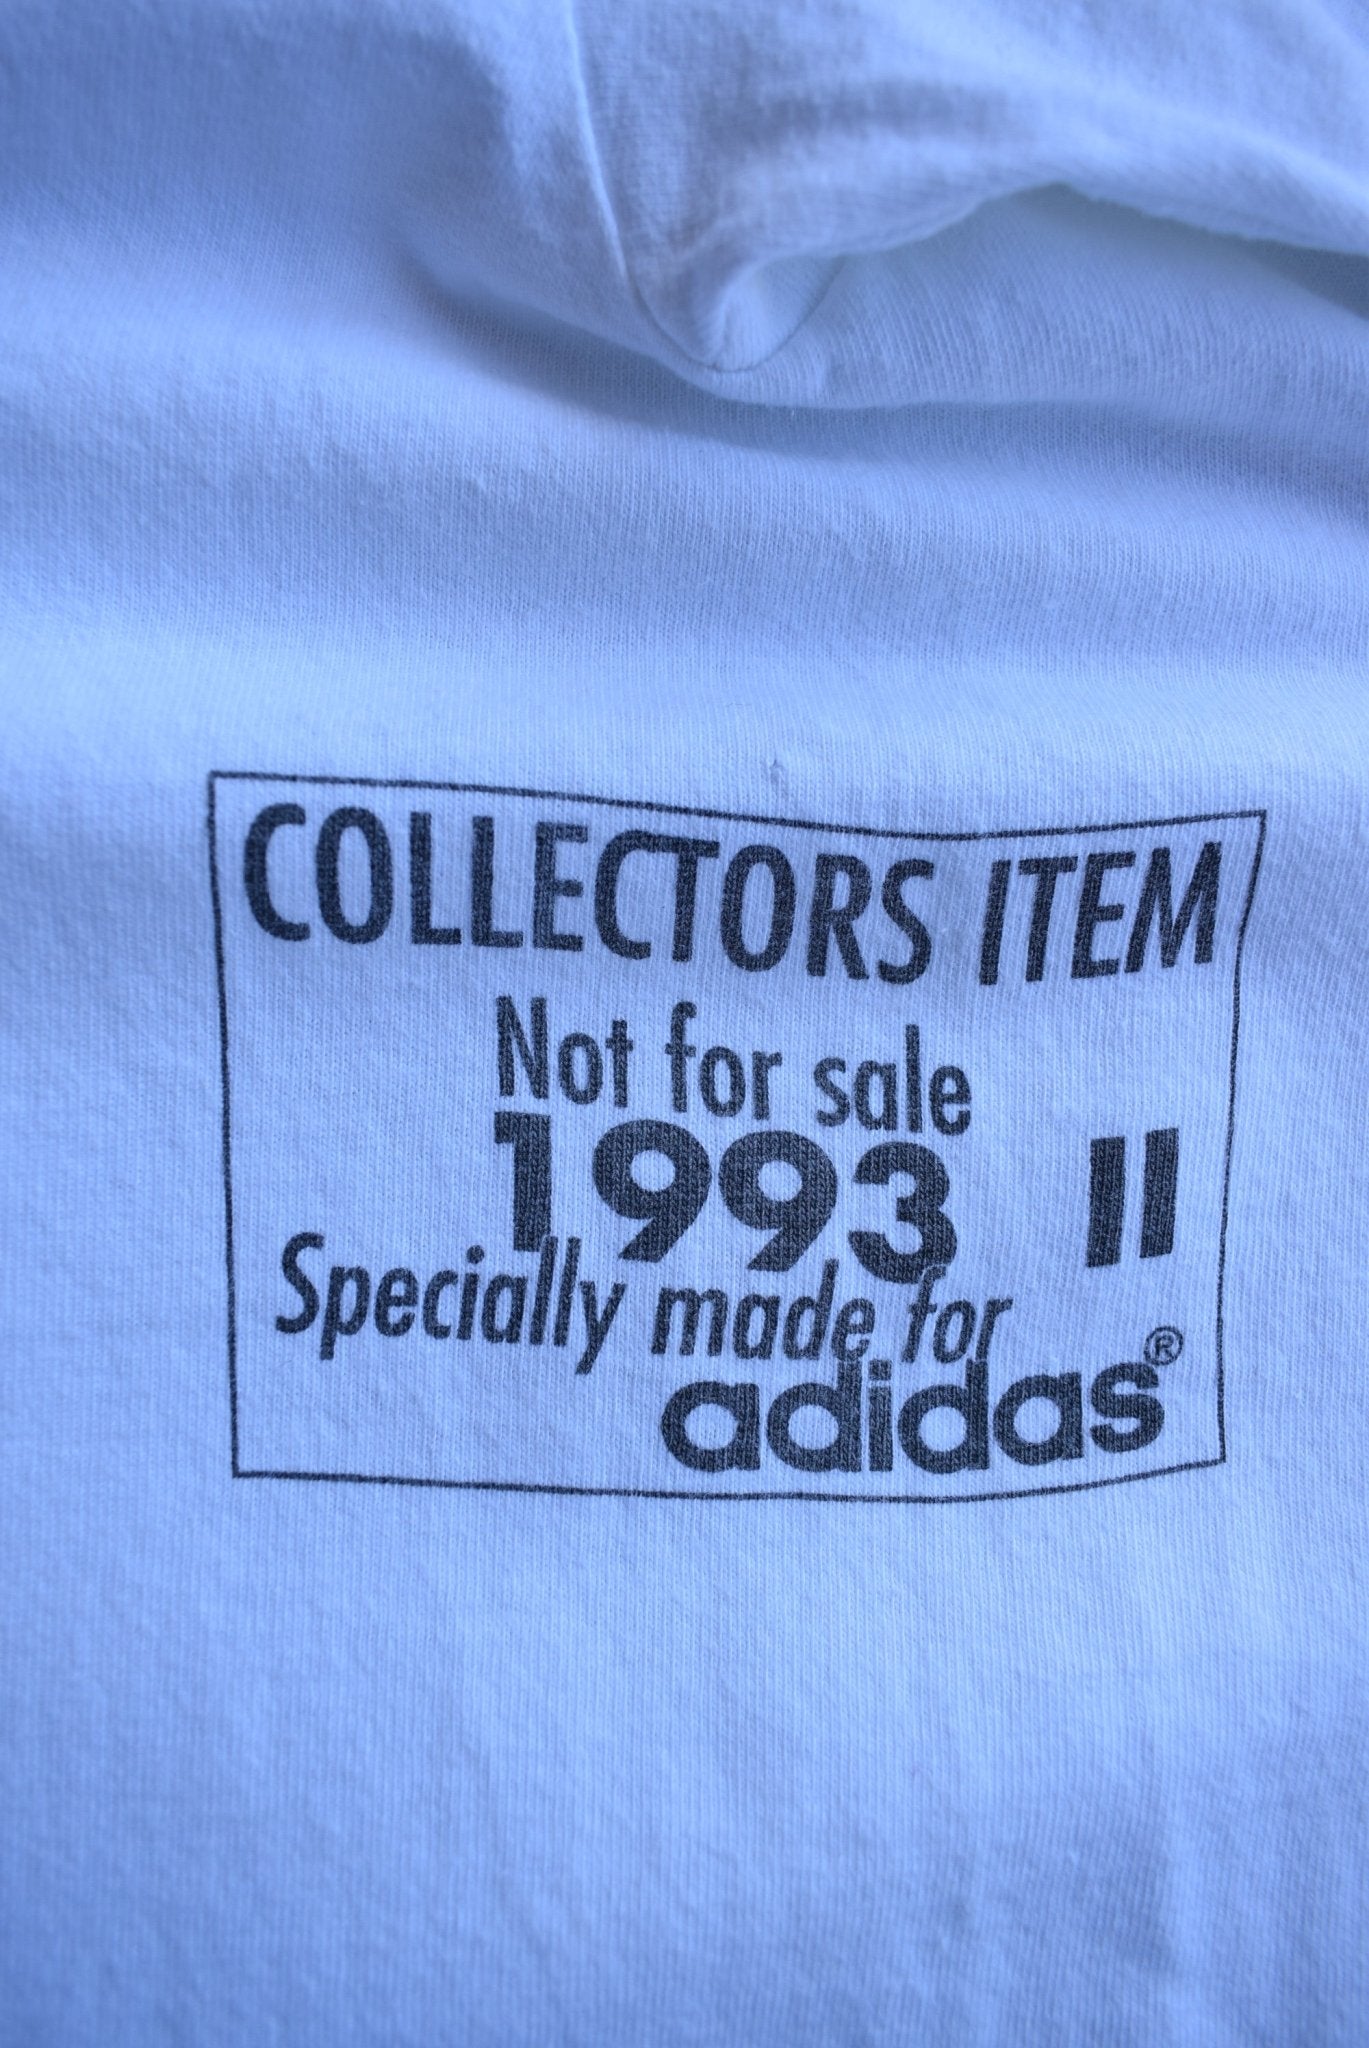 COLLECTORS ITEM
Not for sale
1993 II
Specially made for
adidas®